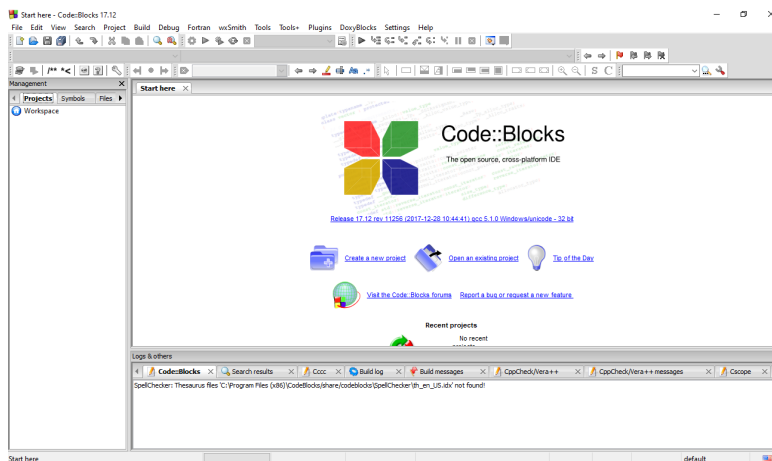 Start here - Code::Blocks 17.12
File Edit View Search Project Build Debug Fortran wxSmith Tools Tools+ Plugins DoxyBlocks Settings Help
/** *<
S C
Management
Projects Symbols Files
Workspace
Start here
Code::Blocks
The open source, cross-platform IDE
Release 17.12 rev 11256 (2017-12-28 10:44:41) gcc 5.1.0 Windows/unicode - 32 bit
Create a new project Open an existing project Tip of the Day
Visit the Code::Blocks forums Report a bug or request a new feature
Recent projects
No recent
Logs & others
Code::Blocks Search results Cccc Build log Build messages CppCheck/Vera++ CppCheck/Vera++ messages Cscope
SpellChecker: Thesaurus files 'C:\Program Files (x86)\CodeBlocks/share/codeblocks\SpellChecker\th_en_US.idx' not found!
Start here default